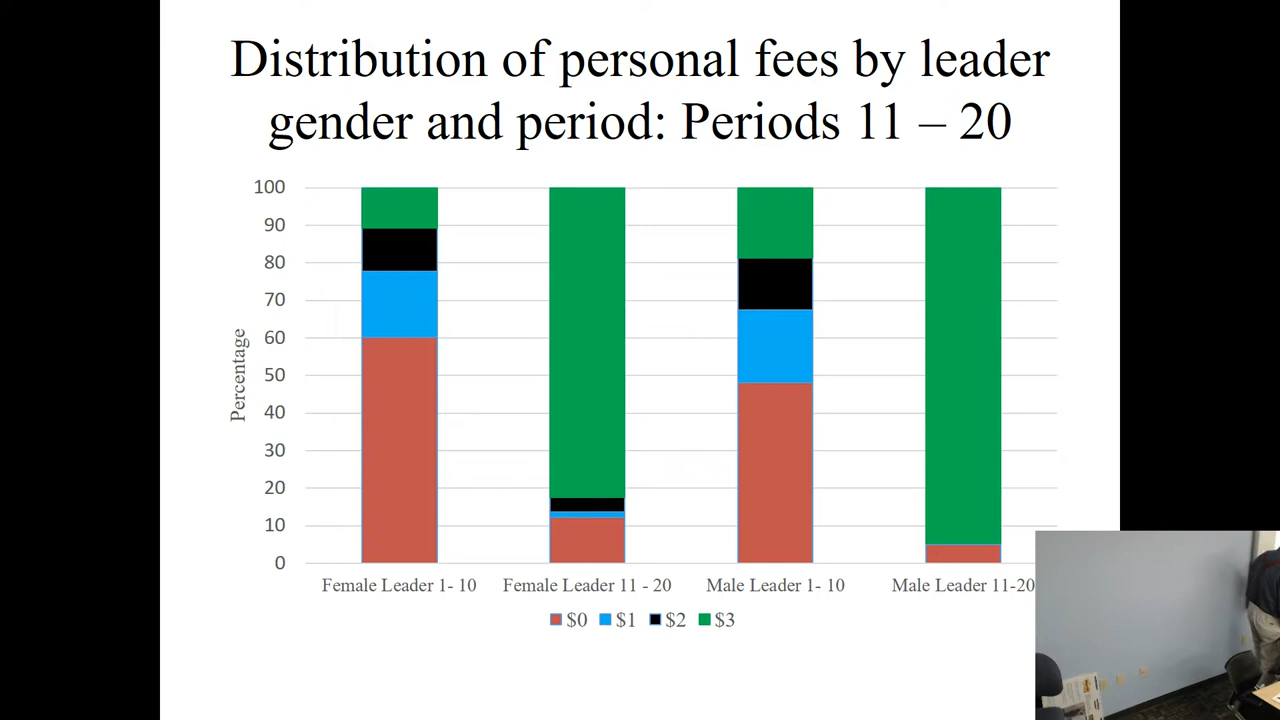 Distribution of personal fees by leader
gender and period: Periods 11 – 20
100
90
80
70
60
50
40
30
20
10
0
Percentage
Female Leader 1- 10
Female Leader 11 - 20
Male Leader 1- 10
Male Leader 11-20
$0
$1
$2
$3